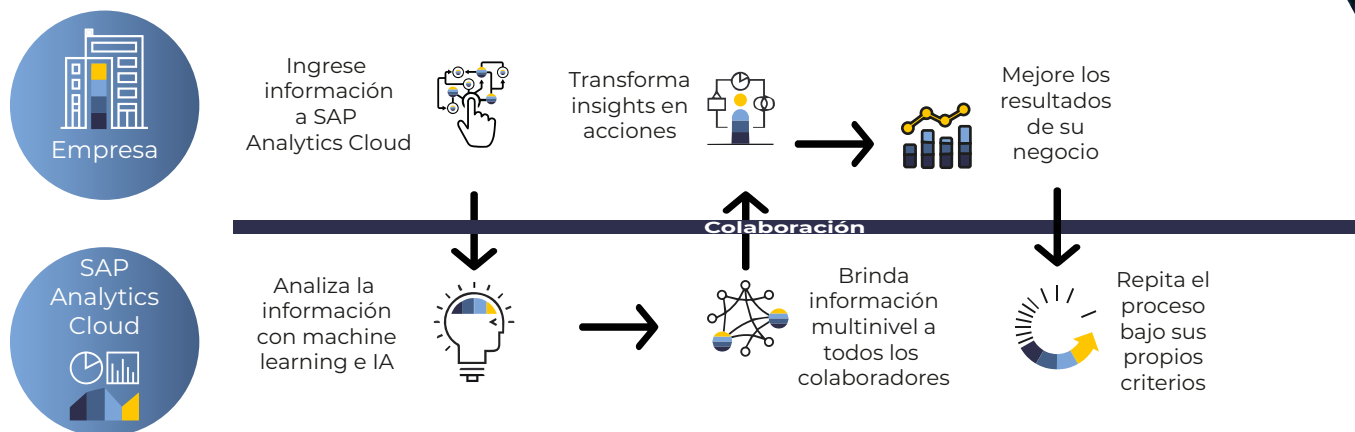 Empresa
Ingrese
información
a SAP
Analytics Cloud
Transforma
insights en
acciones
Mejore los
resultados
de su
negocio
Colaboración
SAP
Analytics
Cloud
Analiza la
información
con machine
learning e IA
Brinda
información
multinivel a
todos los
colaboradores
Repita el
proceso
bajo sus
propios
criterios